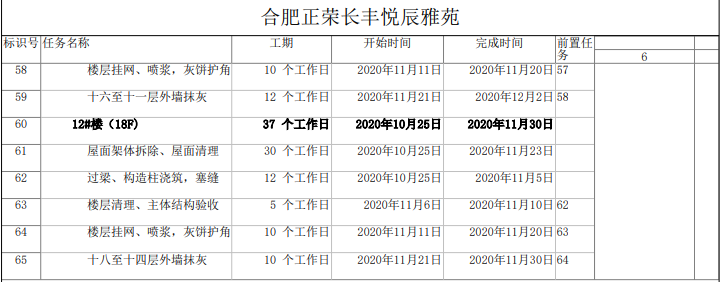 合肥正荣长丰悦辰雅苑
标识号 任务名称 工期 开始时间 完成时间 前置任务
6
58 楼层挂网、喷浆，灰饼护角 10 个工作日 2020年11月11日 2020年11月20日 57
59 十六至十一层外墙抹灰 12 个工作日 2020年11月21日 2020年12月2日 58
60 12#楼（18F） 37 个工作日 2020年10月25日 2020年11月30日
61 屋面架体拆除、屋面清理 30 个工作日 2020年10月25日 2020年11月23日
62 过梁、构造柱浇筑，塞缝 12 个工作日 2020年10月25日 2020年11月5日
63 楼层清理、主体结构验收 5 个工作日 2020年11月6日 2020年11月10日 62
64 楼层挂网、喷浆，灰饼护角 10 个工作日 2020年11月11日 2020年11月20日 63
65 十八至十四层外墙抹灰 10 个工作日 2020年11月21日 2020年11月30日 64